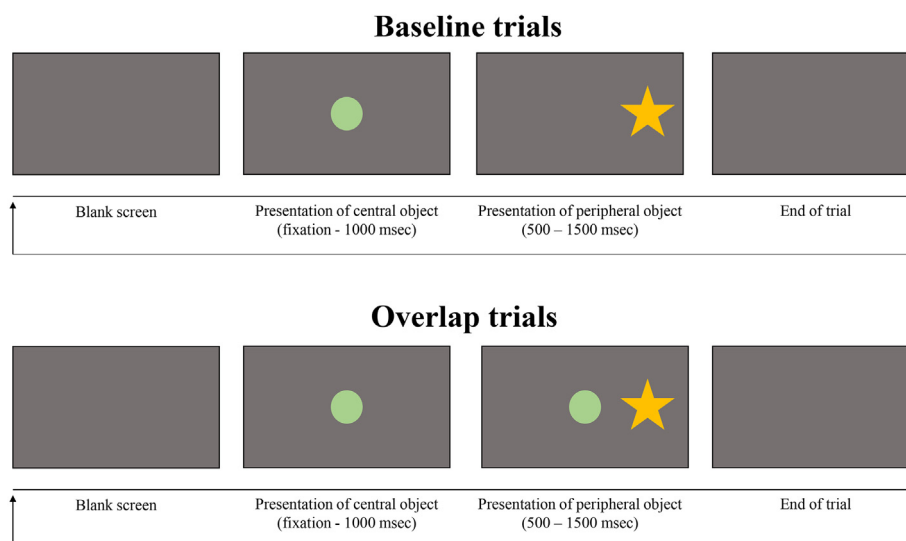 Baseline trials
Blank screen
Presentation of central object
(fixation - 1000 msec)
Presentation of peripheral object
(500 – 1500 msec)
End of trial
Overlap trials
Blank screen
Presentation of central object
(fixation - 1000 msec)
Presentation of peripheral object
(500 – 1500 msec)
End of trial